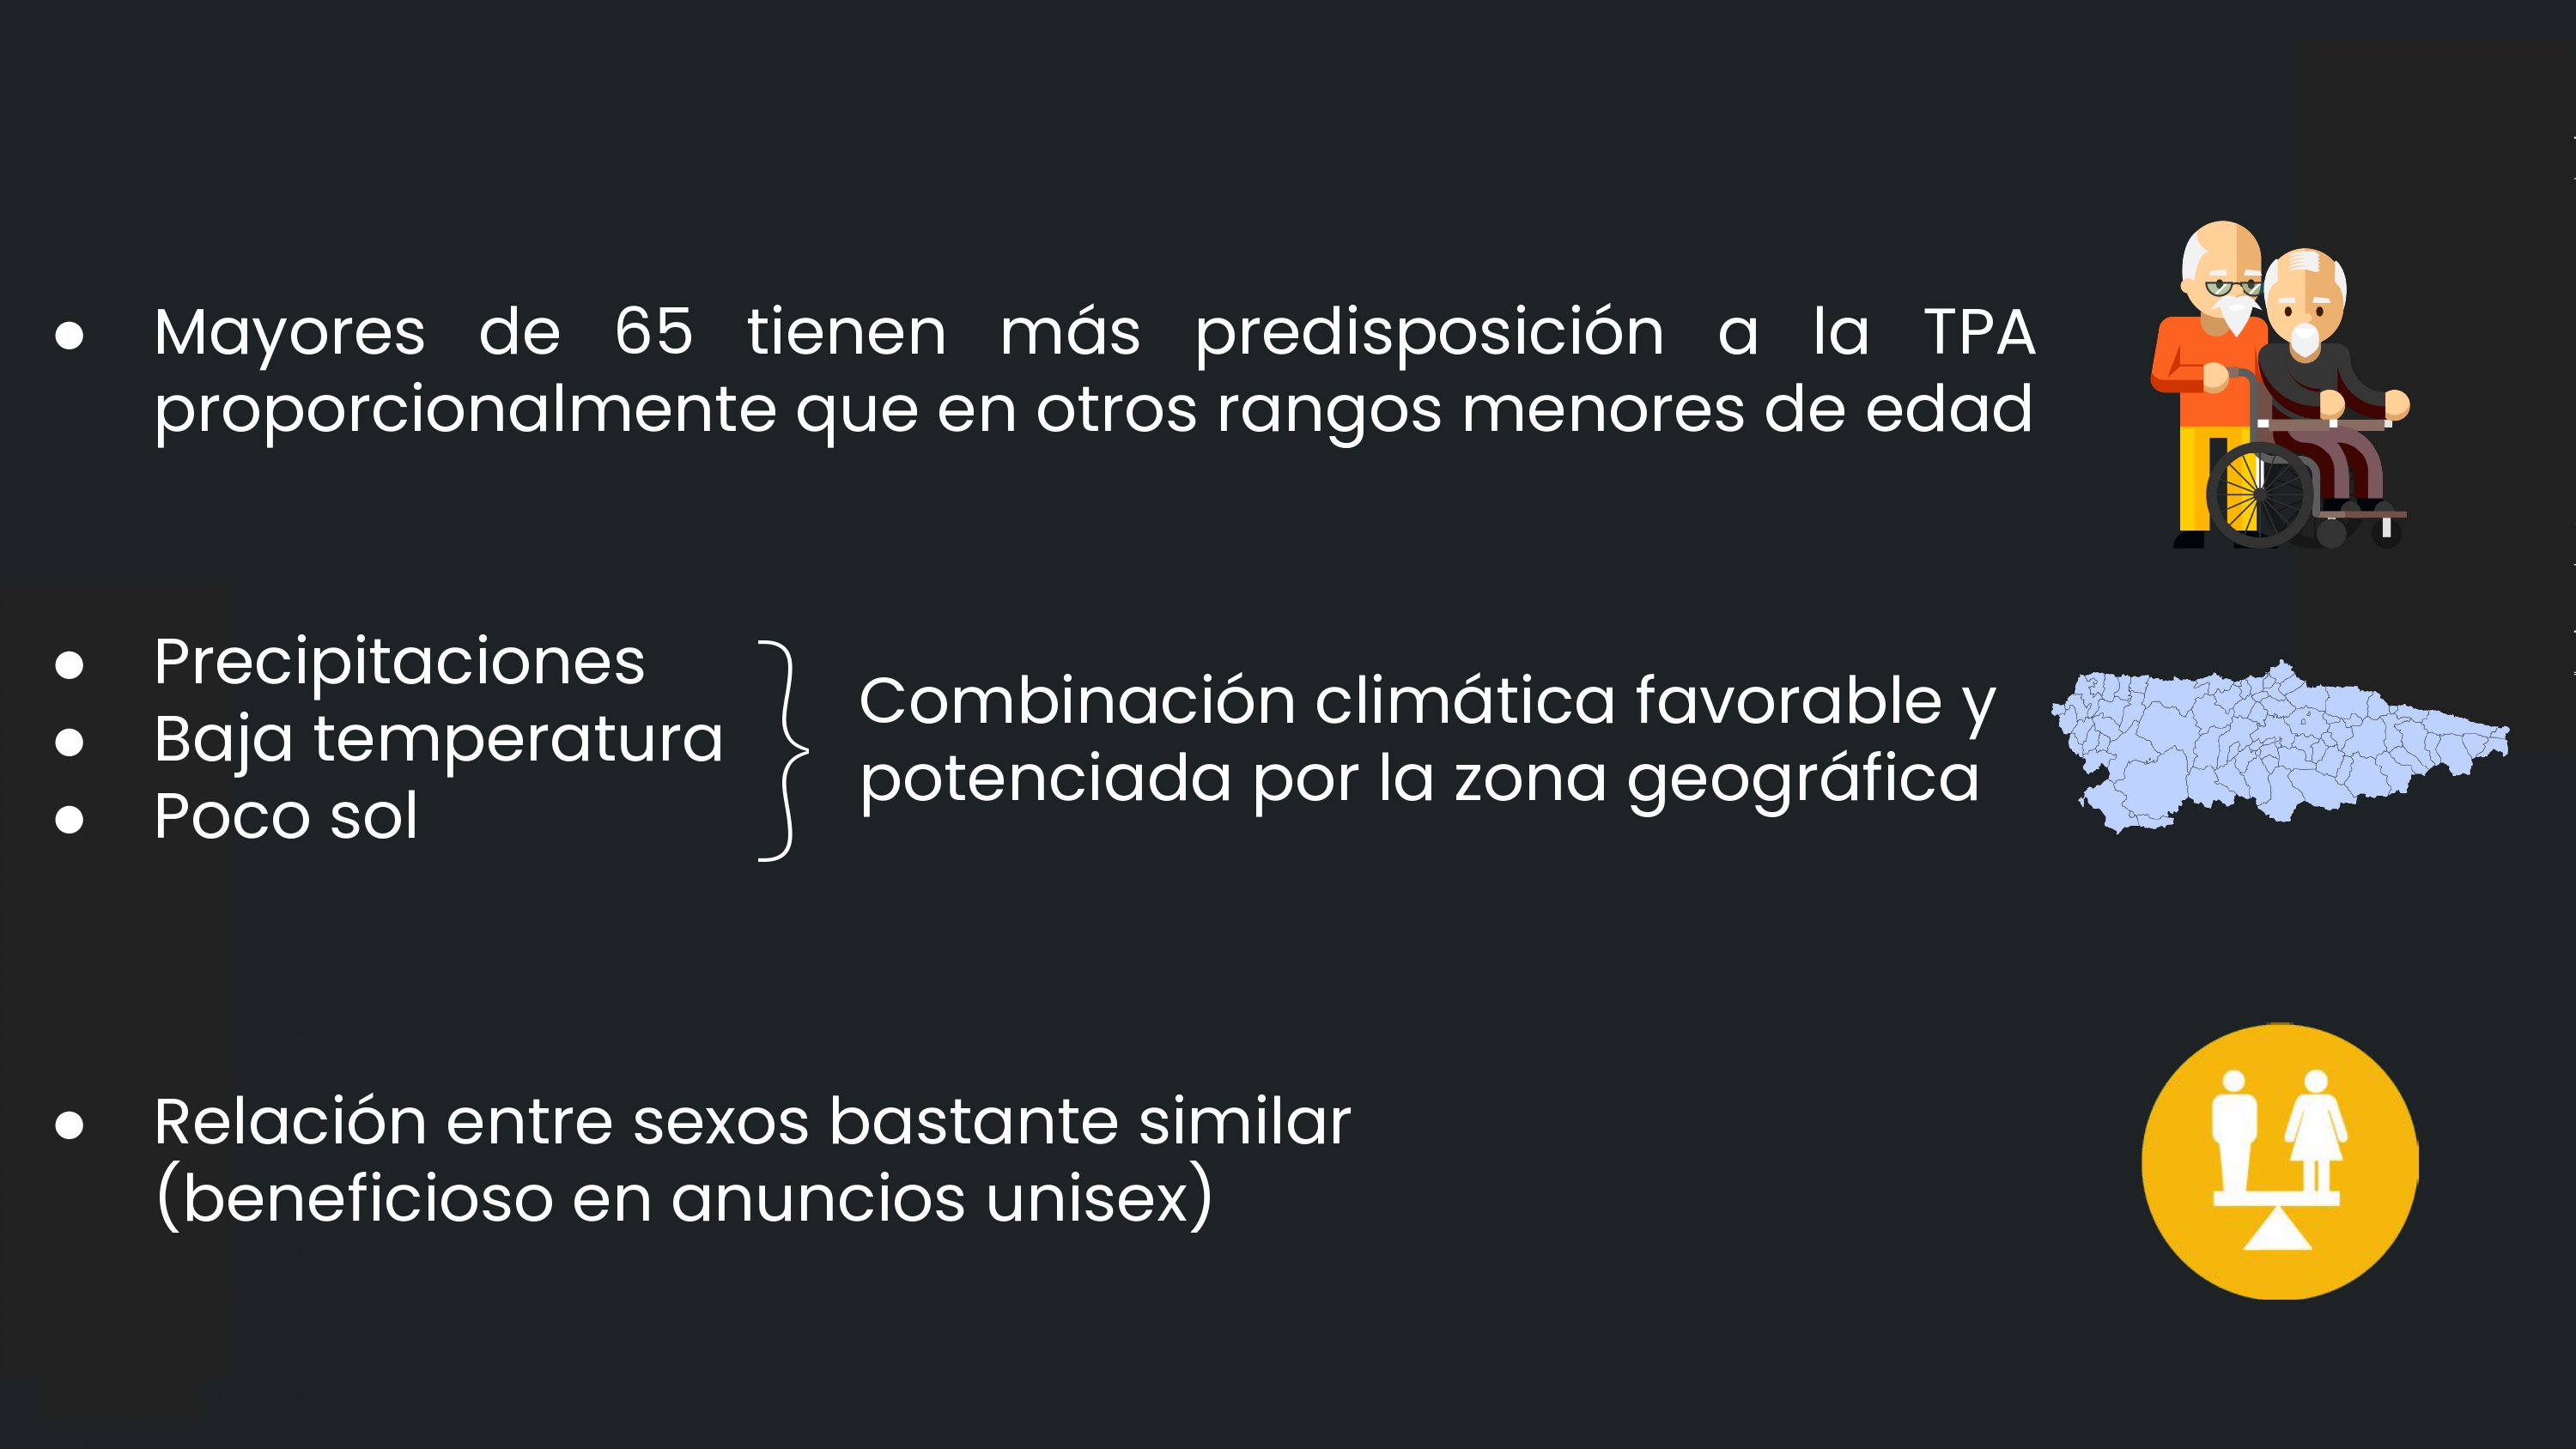 ● Mayores de 65 tienen más predisposición a la TPA
proporcionalmente que en otros rangos menores de edad
● Precipitaciones
● Baja temperatura
● Poco sol
Combinación climática favorable y
potenciada por la zona geográfica
● Relación entre sexos bastante similar
(beneficioso en anuncios unisex)